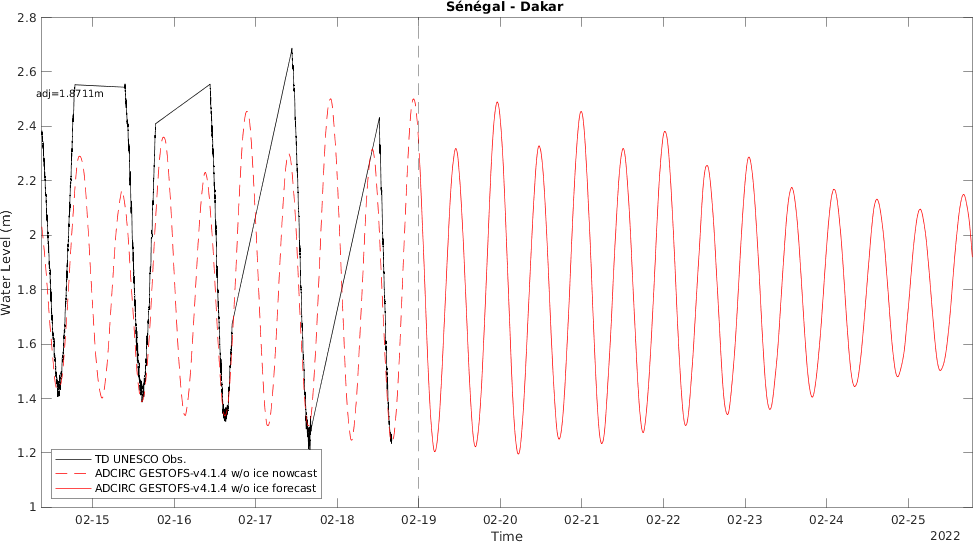 Sénégal - Dakar
2.8
2.6
adj=1.8711m
2.4
2.2
2
1.8
1.6
1.4
1.2
1
Water Level (m)
TD UNESCO Obs.
ADCIRC GESTOFS-v4.1.4 w/o ice nowcast
ADCIRC GESTOFS-v4.1.4 w/o ice forecast
02-15 02-16 02-17 02-18 02-19 02-20 02-21 02-22 02-23 02-24 02-25
Time
2022